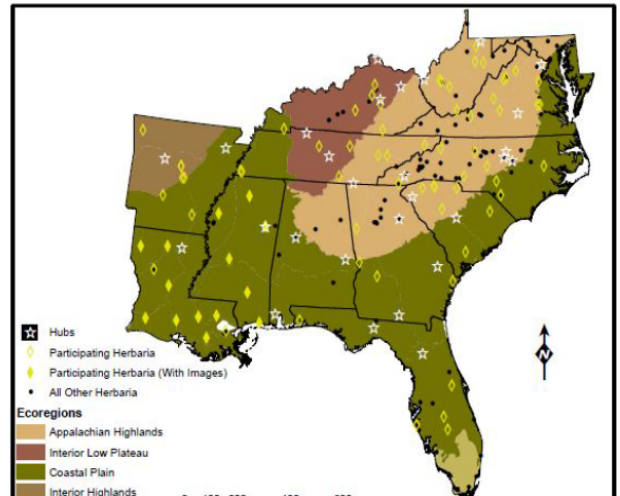 Hubs
Participating Herbaria
Participating Herbaria (With Images)
All Other Herbaria
N
Ecoregions
Appalachian Highlands
Interior Low Plateau
Coastal Plain
Interior Highlands